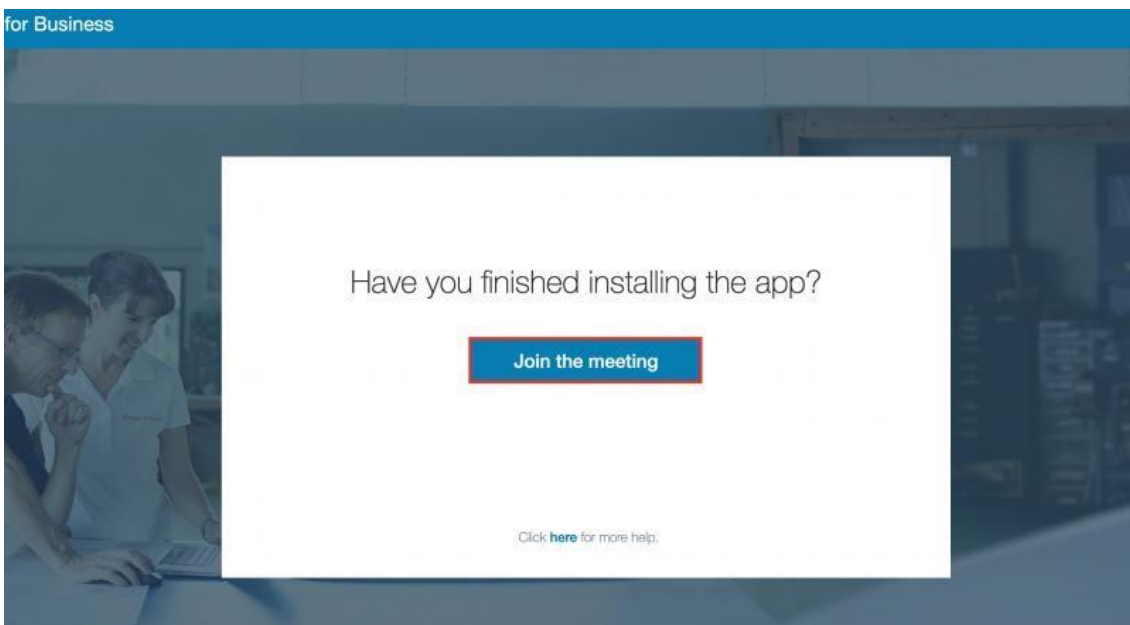 for Business
Have you finished installing the app?
Join the meeting
Click here for more help.